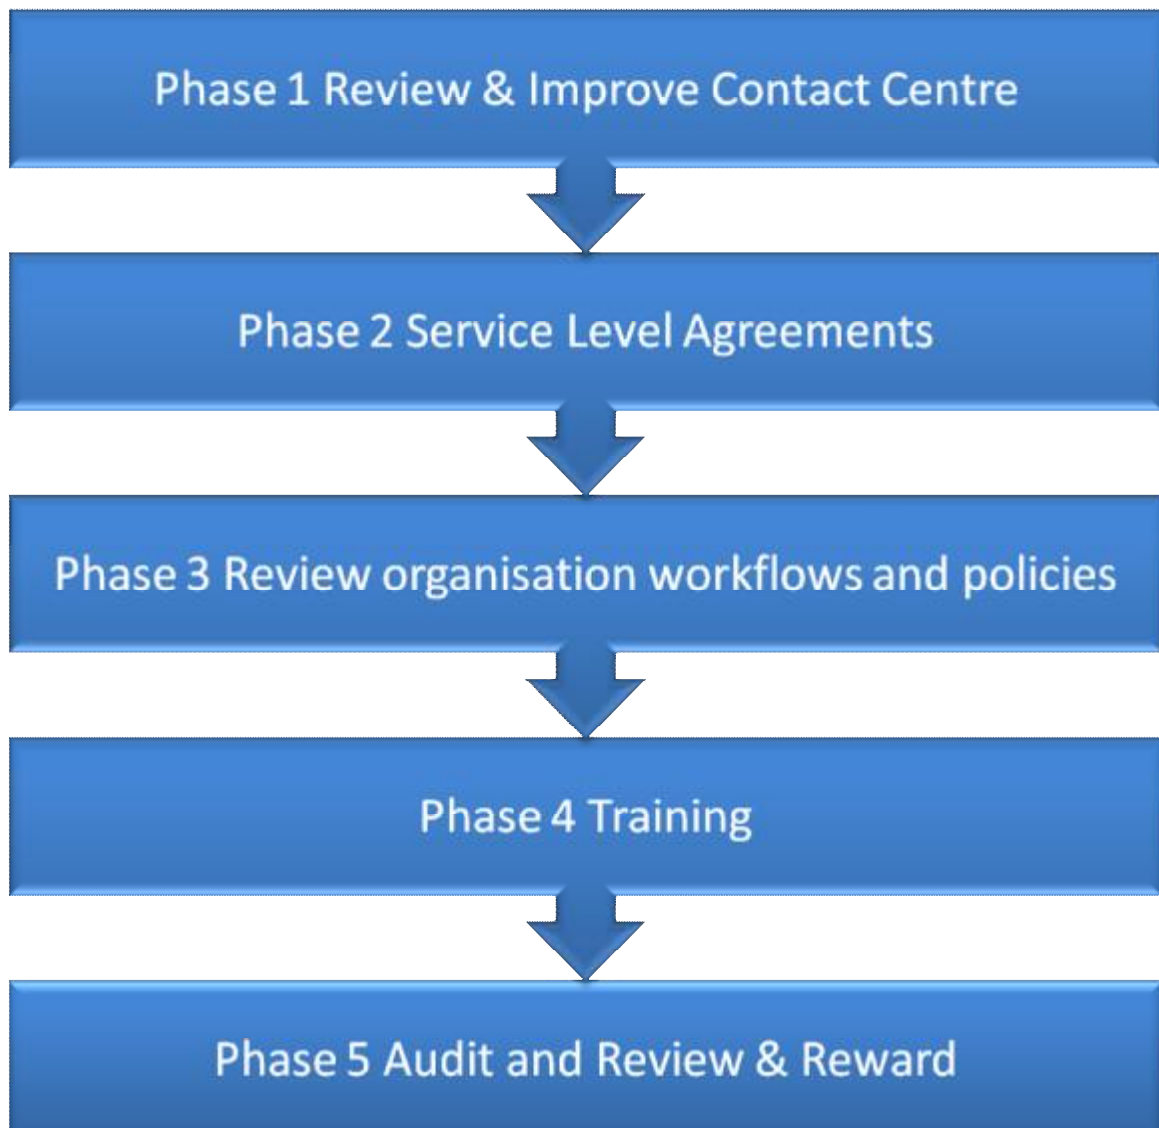 Phase 1 Review & Improve Contact Centre
Phase 2 Service Level Agreements
Phase 3 Review organisation workflows and policies
Phase 4 Training
Phase 5 Audit and Review & Reward